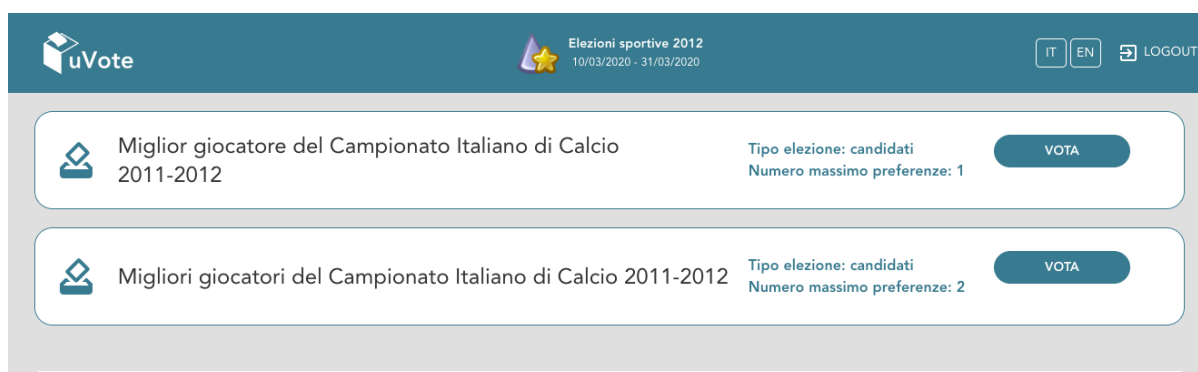 uVote
Elezioni sportive 2012
10/03/2020 - 31/03/2020
IT EN LOGOUT
Miglior giocatore del Campionato Italiano di Calcio
2011-2012
Tipo elezione: candidati
Numero massimo preferenze: 1
VOTA
Migliori giocatori del Campionato Italiano di Calcio 2011-2012
Tipo elezione: candidati
Numero massimo preferenze: 2
VOTA